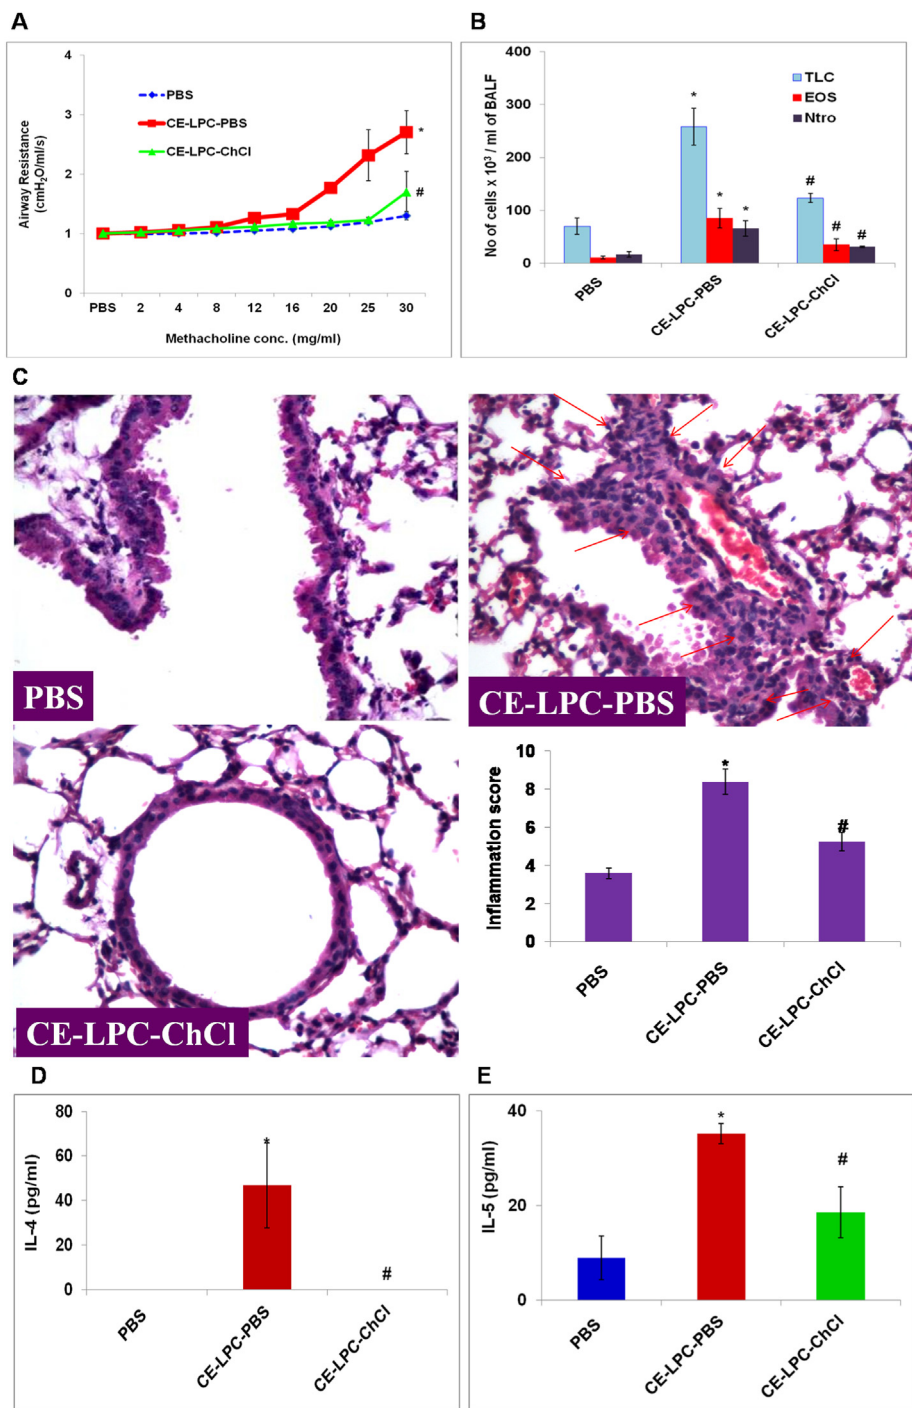 A
4
3
2
1
0
Airway Resistance
(cmH₂O/ml/s)
PBS
CE-LPC-PBS
CE-LPC-ChCl
*
#
PBS 2 4 8 12 16 20 25 30
Methacholine conc. (mg/ml)
B
400
300
200
100
0
No of cells x 10³ / ml of BALF
TLC
EOS
Ntro
*
* *
#
# #
PBS
CE-LPC-PBS
CE-LPC-ChCl
C
PBS
CE-LPC-PBS
CE-LPC-ChCl
10
8
6
4
2
0
Inflammation score
*
#
PBS
CE-LPC-PBS
CE-LPC-ChCl
D
80
60
40
20
0
IL-4 (pg/ml)
*
#
PBS
CE-LPC-PBS
CE-LPC-ChCl
E
40
20
0
IL-5 (pg/ml)
*
#
PBS
CE-LPC-PBS
CE-LPC-ChCl